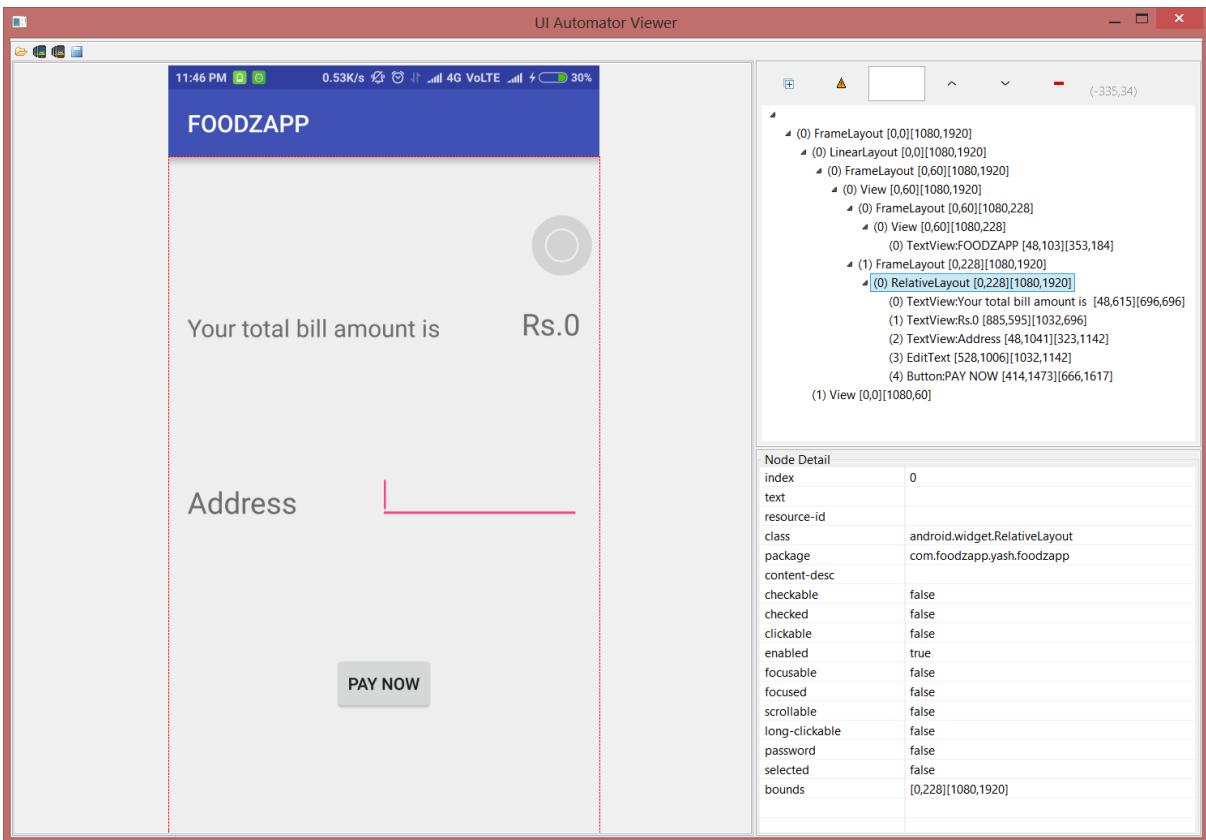 UI Automator Viewer
11:46 PM 0.53K/s 4G VoLTE 30%
FOODZAPP
Your total bill amount is Rs.0
Address
PAY NOW
(-335,34)
(0) FrameLayout [0,0][1080,1920]
(0) LinearLayout [0,0][1080,1920]
(0) FrameLayout [0,60][1080,1920]
(0) View [0,60][1080,1920]
(0) FrameLayout [0,60][1080,228]
(0) View [0,60][1080,228]
(0) TextView:FOODZAPP [48,103][353,184]
(1) FrameLayout [0,228][1080,1920]
(0) RelativeLayout [0,228][1080,1920]
(0) TextView:Your total bill amount is  [48,615][696,696]
(1) TextView:Rs.0 [885,595][1032,696]
(2) TextView:Address [48,1041][323,1142]
(3) EditText [528,1006][1032,1142]
(4) Button:PAY NOW [414,1473][666,1617]
(1) View [0,0][1080,60]
Node Detail
index 0
text
resource-id
class android.widget.RelativeLayout
package com.foodzapp.yash.foodzapp
content-desc
checkable false
checked false
clickable false
enabled true
focusable false
focused false
scrollable false
long-clickable false
password false
selected false
bounds [0,228][1080,1920]